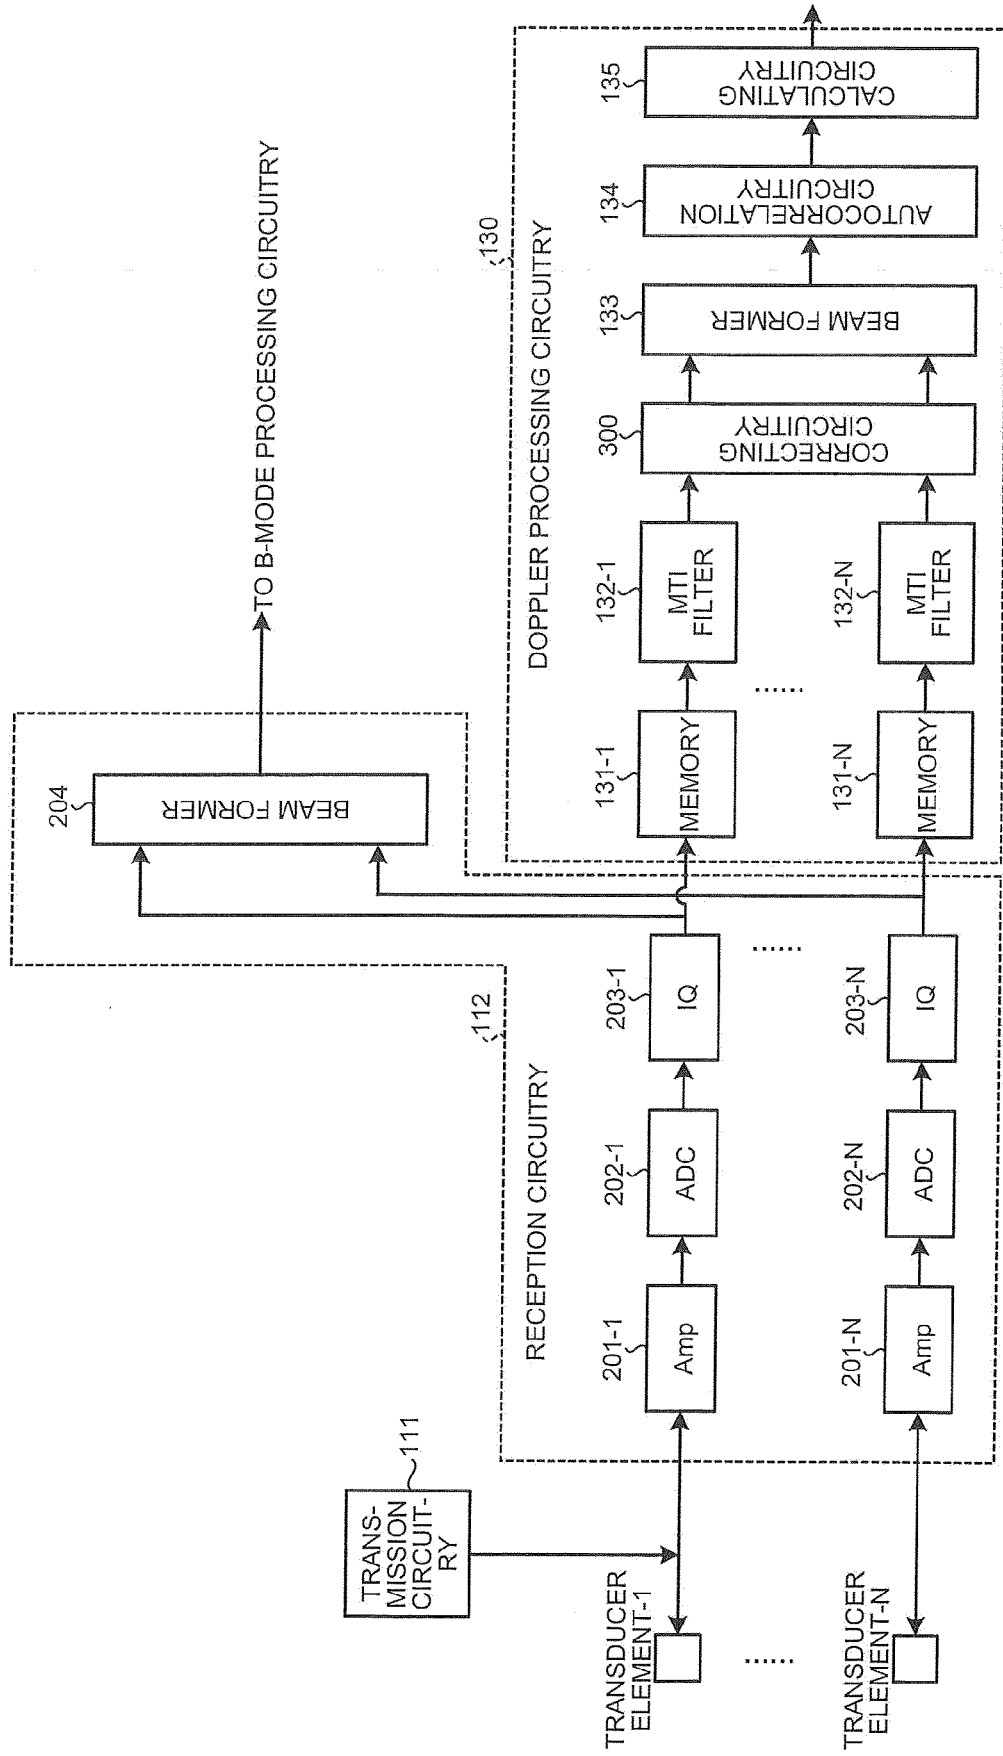 TRANS-
MISSION
CIRCUIT-
RY
111
TRANSDUCER
ELEMENT-1
......
TRANSDUCER
ELEMENT-N
RECEPTION CIRCUITRY
112
201-1
Amp
202-1
ADC
203-1
IQ
......
201-N
Amp
202-N
ADC
203-N
IQ
204
BEAM FORMER
TO B-MODE PROCESSING CIRCUITRY
DOPPLER PROCESSING CIRCUITRY
130
131-1
MEMORY
132-1
MTI
FILTER
......
131-N
MEMORY
132-N
MTI
FILTER
300
CORRECTING
CIRCUITRY
133
BEAM FORMER
134
AUTOCORRELATION
CIRCUITRY
135
CALCULATING
CIRCUITRY